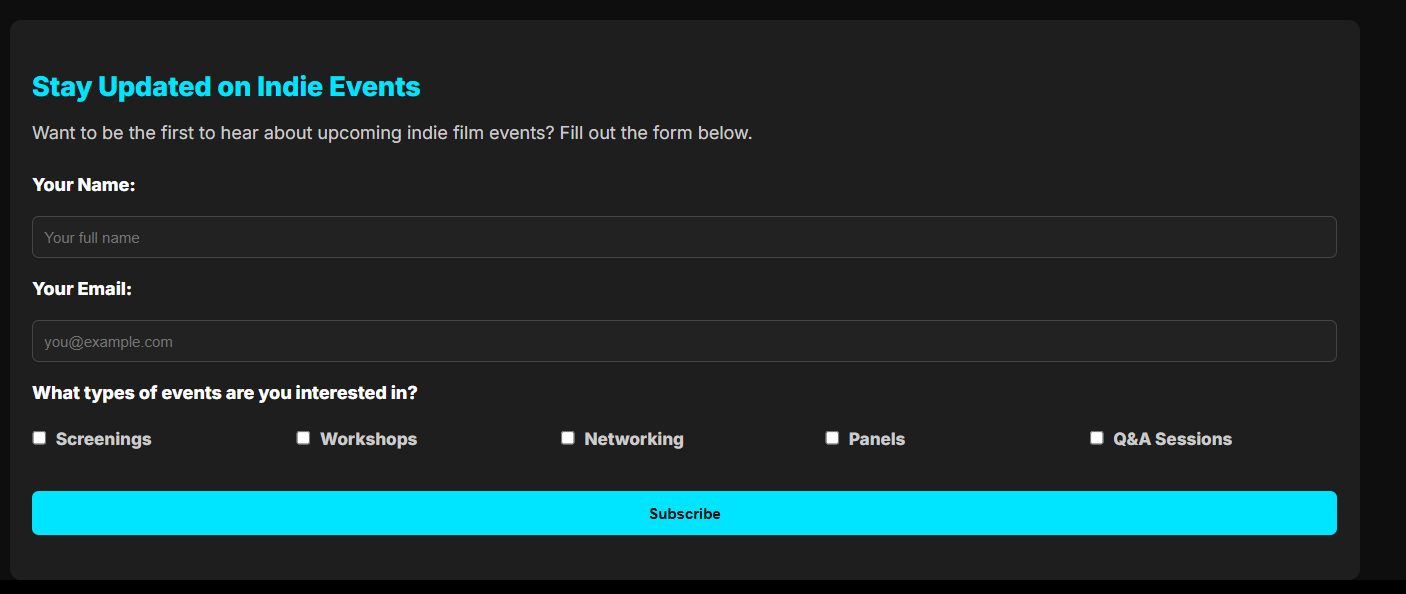 Stay Updated on Indie Events
Want to be the first to hear about upcoming indie film events? Fill out the form below.
Your Name:
Your full name
Your Email:
you@example.com
What types of events are you interested in?
Screenings Workshops Networking Panels Q&A Sessions
Subscribe